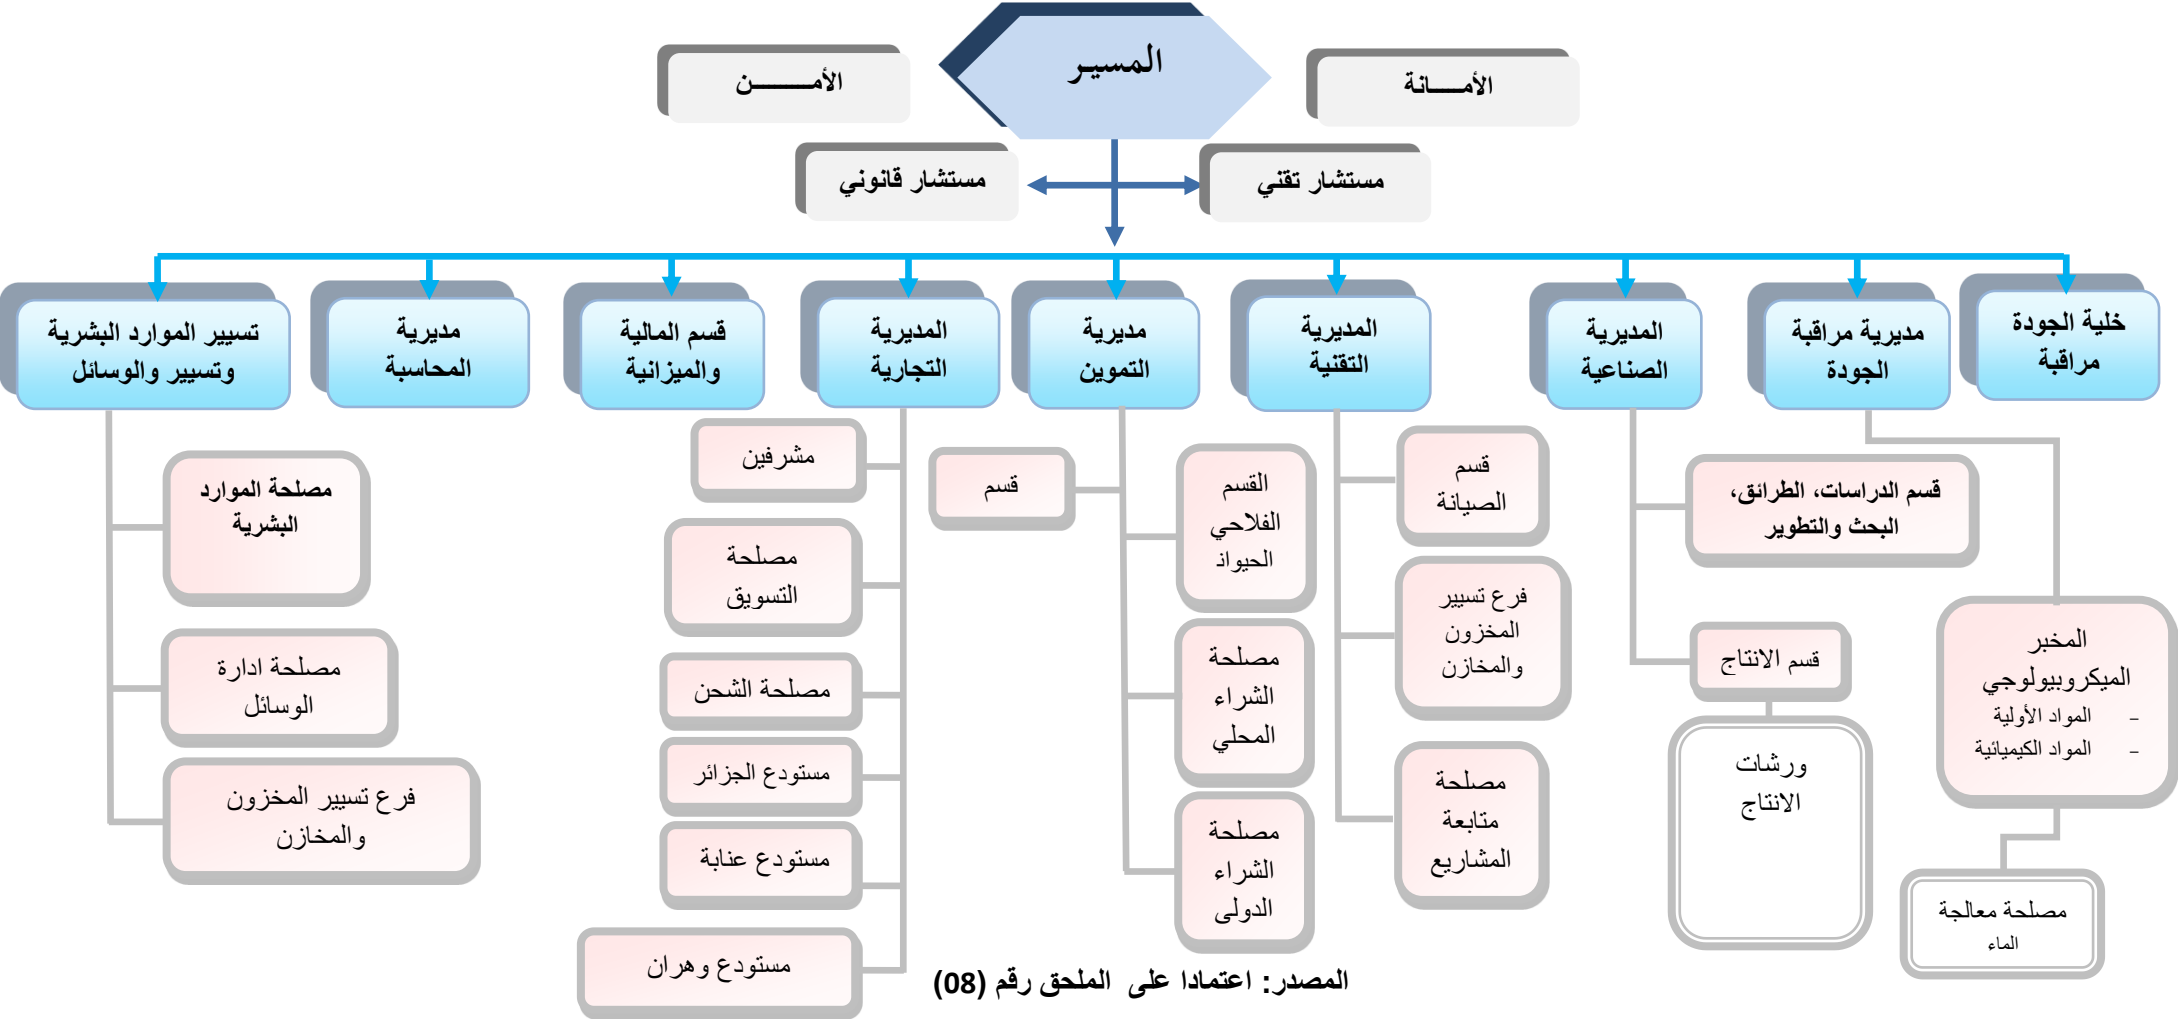 المسير
الأمــــانة
الأمــــــــن
مستشار تقني
مستشار قانوني
خلية الجودة
مراقبة
مديرية مراقبة
الجودة
المديرية
الصناعية
المديرية
التقنية
مديرية
التموين
المديرية
التجارية
قسم المالية
والميزانية
مديرية
المحاسبة
تسيير الموارد البشرية
وتسيير والوسائل
المخبر
الميكروبيولوجي
- المواد الأولية
- المواد الكيميائية
مصلحة معالجة
الماء
قسم الدراسات، الطرائق،
البحث والتطوير
قسم الانتاج
ورشات
الانتاج
قسم
الصيانة
فرع تسيير
المخزون
والمخازن
مصلحة
متابعة
المشاريع
القسم
الفلاحي
الحيوانـ
مصلحة
الشراء
المحلي
مصلحة
الشراء
الدولى
قسم
مشرفين
مصلحة
التسويق
مصلحة الشحن
مستودع الجزائر
مستودع عنابة
مستودع وهران
مصلحة الموارد
البشرية
مصلحة ادارة
الوسائل
فرع تسيير المخزون
والمخازن
المصدر: اعتمادا على الملحق رقم (08)